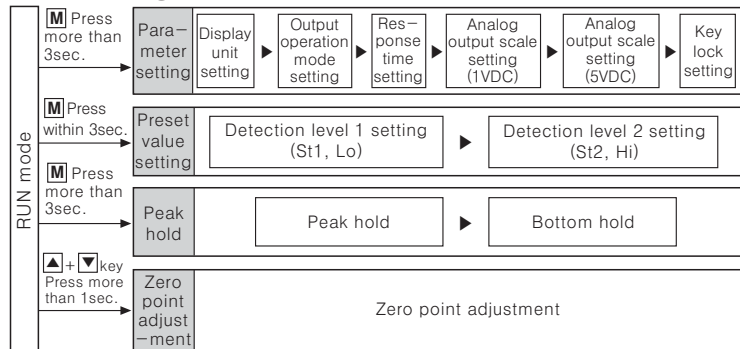 RUN mode
M Press
more than
3sec.
Para-
meter
setting
Display
unit
setting
Output
operation
mode
setting
Res-
ponse
time
setting
Analog
output scale
setting
(1VDC)
Analog
output scale
setting
(5VDC)
Key
lock
setting
M Press
within 3sec.
Preset
value
setting
Detection level 1 setting
(St1, Lo)
Detection level 2 setting
(St2, Hi)
M Press
more than
3sec.
Peak
hold
Peak hold
Bottom hold
▲+▼key
Press more
than 1sec.
Zero
point
adjust
-ment
Zero point adjustment